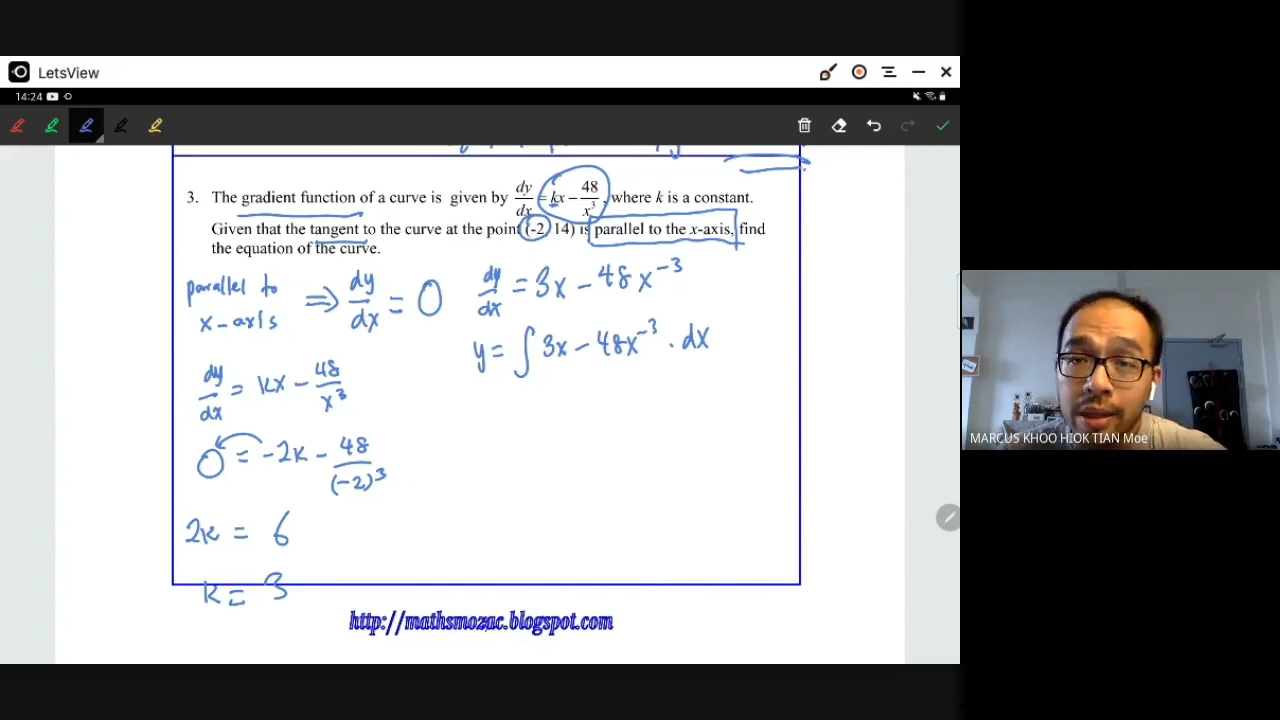 LetsView
14:24
3. The gradient function of a curve is given by dy/dx = kx − 48/x³, where k is a constant.
Given that the tangent to the curve at the point (-2, 14) is parallel to the x-axis, find
the equation of the curve.
parallel to
x-axis ⇒ dy/dx = 0
dy/dx = kx − 48/x³
0 = −2k − 48/(−2)³
2k = 6
k = 3
dy/dx = 3x − 48x⁻³
y = ∫ 3x − 48x⁻³ . dx
http://mathsmozac.blogspot.com
MARCUS KHOO HIOK TIAN Moe